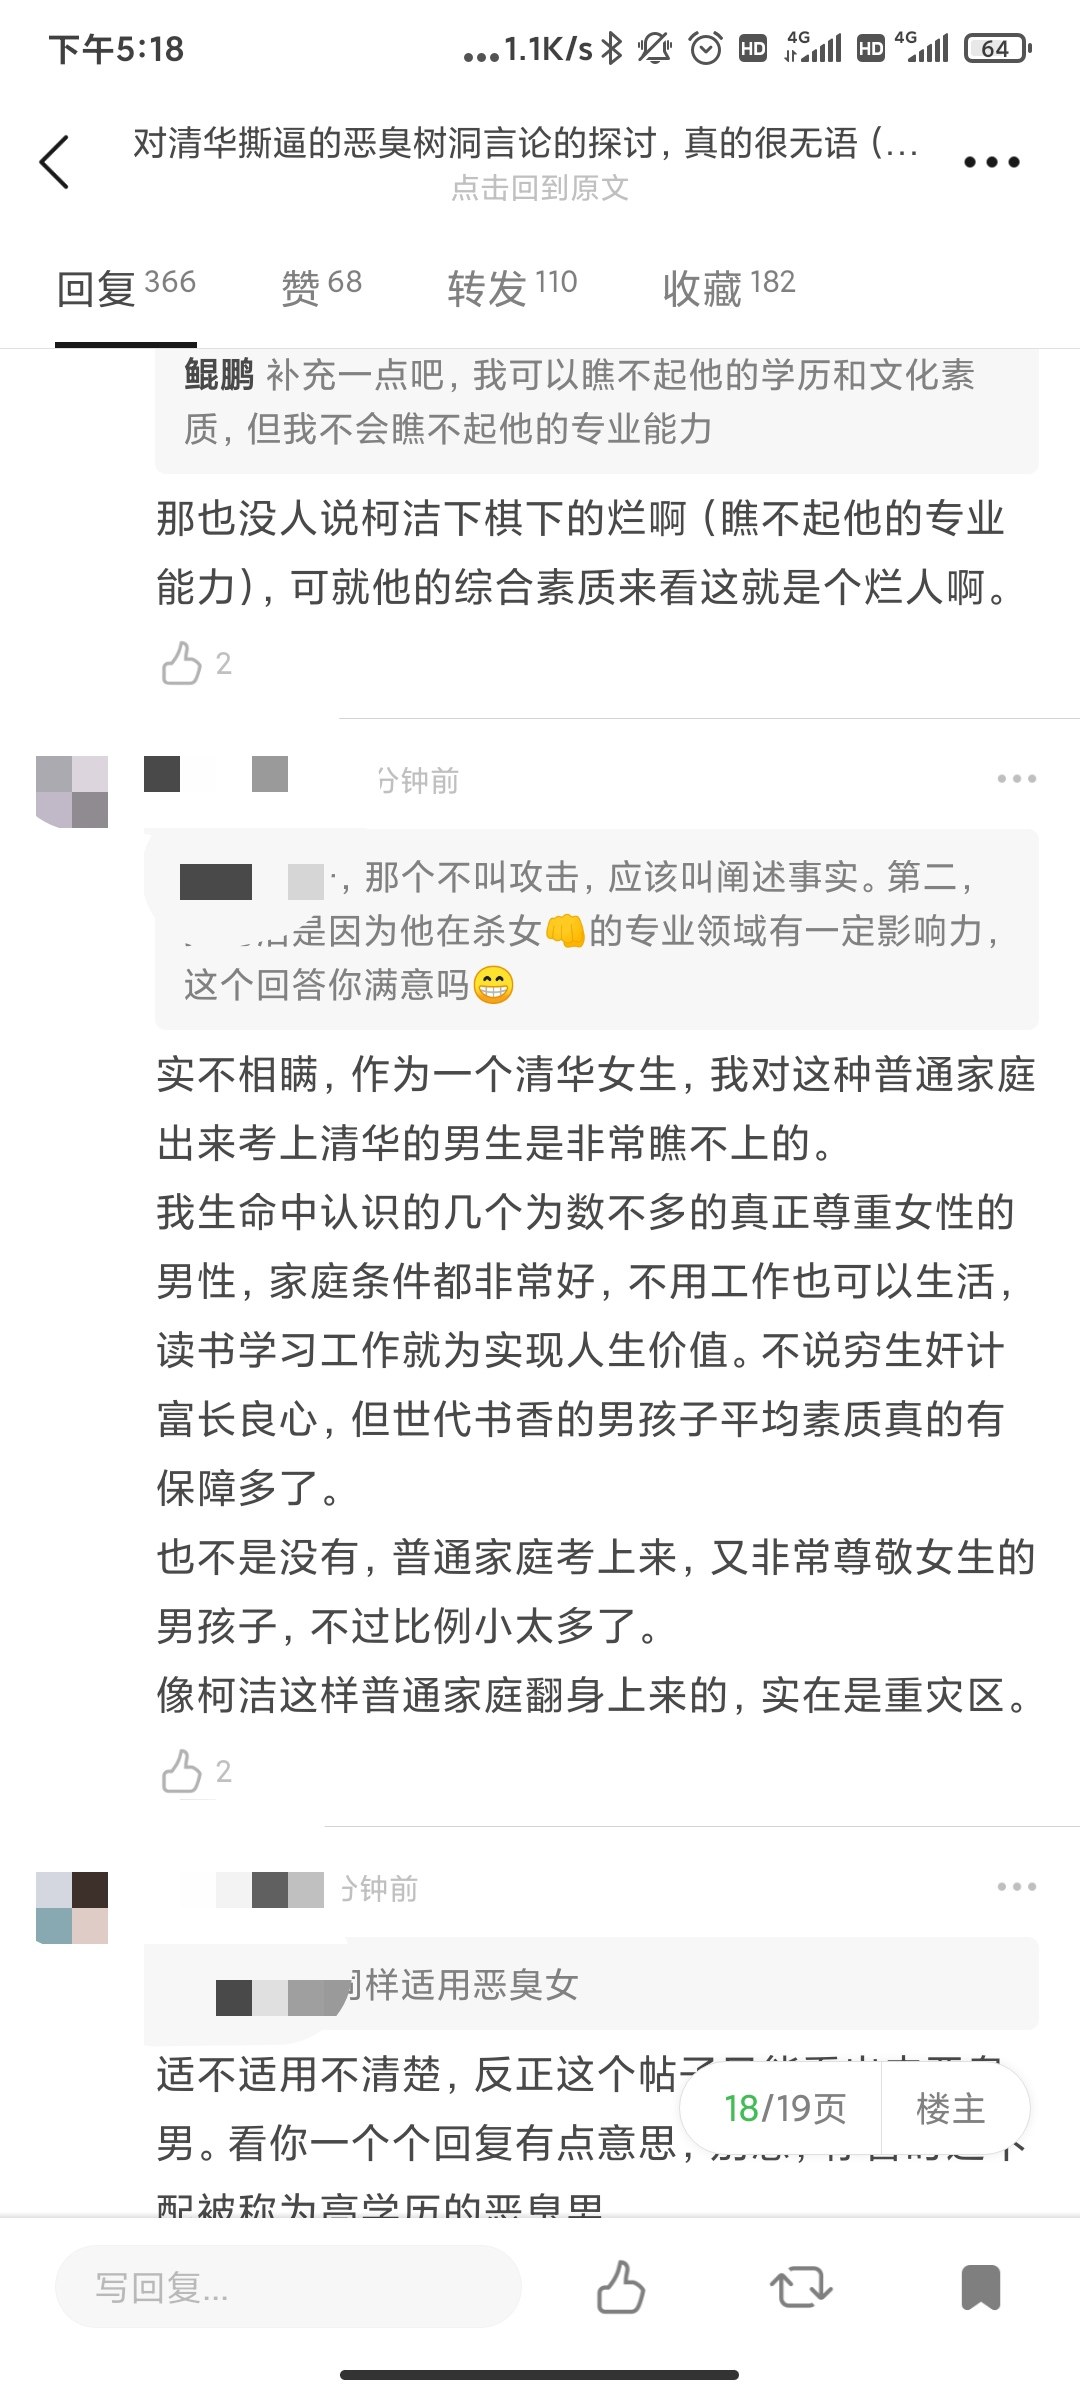 下午5:18
...1.1K/s
HD
4G
HD
4G
64
对清华撕逼的恶臭树洞言论的探讨，真的很无语（...
点击回到原文
回复 366
赞 68
转发 110
收藏 182
鲲鹏 补充一点吧，我可以瞧不起他的学历和文化素
质，但我不会瞧不起他的专业能力
那也没人说柯洁下棋下的烂啊（瞧不起他的专业
能力），可就他的综合素质来看这就是个烂人啊。
2
分钟前
，那个不叫攻击，应该叫阐述事实。第二，
是因为他在杀女👊的专业领域有一定影响力，
这个回答你满意吗😁
实不相瞒，作为一个清华女生，我对这种普通家庭
出来考上清华的男生是非常瞧不上的。
我生命中认识的几个为数不多的真正尊重女性的
男性，家庭条件都非常好，不用工作也可以生活，
读书学习工作就为实现人生价值。不说穷生奸计
富长良心，但世代书香的男孩子平均素质真的有
保障多了。
也不是没有，普通家庭考上来，又非常尊敬女生的
男孩子，不过比例小太多了。
像柯洁这样普通家庭翻身上来的，实在是重灾区。
2
分钟前
同样适用恶臭女
适不适用不清楚，反正这个帖子
18/19页
楼主
男。看你一个个回复有点意思，
配被称为高学历的恶臭男
写回复...